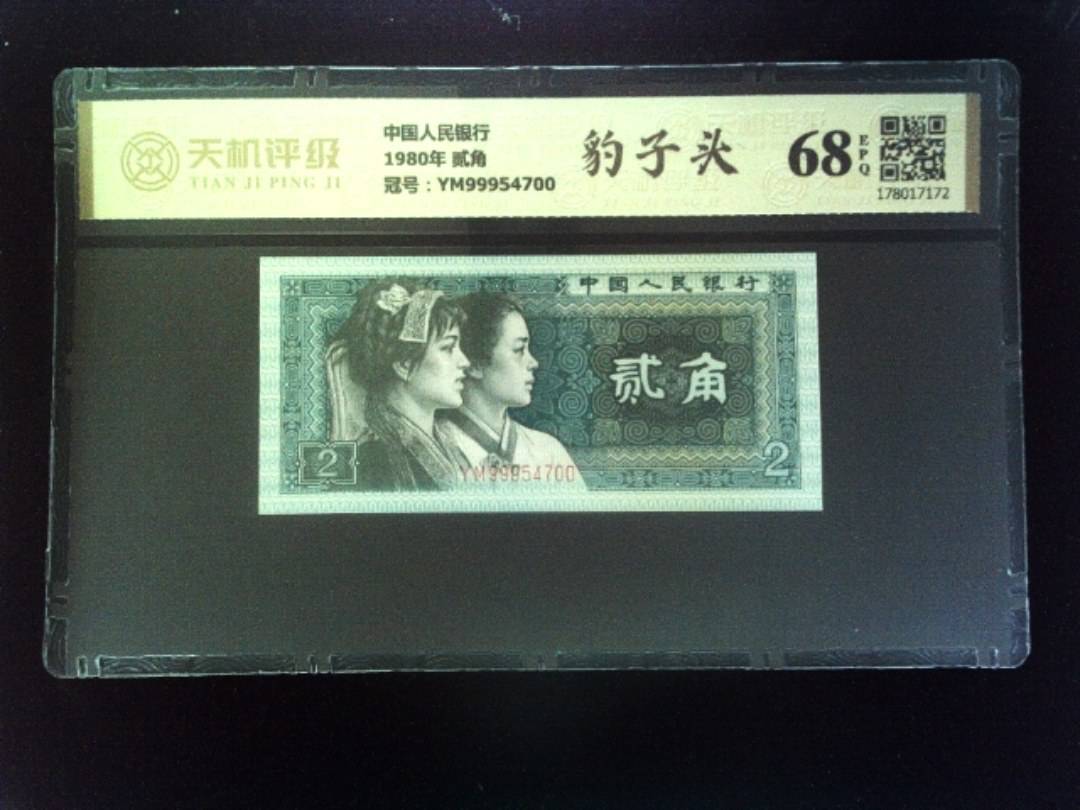 天机评级
TIAN JI PING JI
中国人民银行
1980年 贰角
冠号：YM99954700
豹子头
68
EPQ
178017172
中国人民银行
贰角
2
YM99954700
2